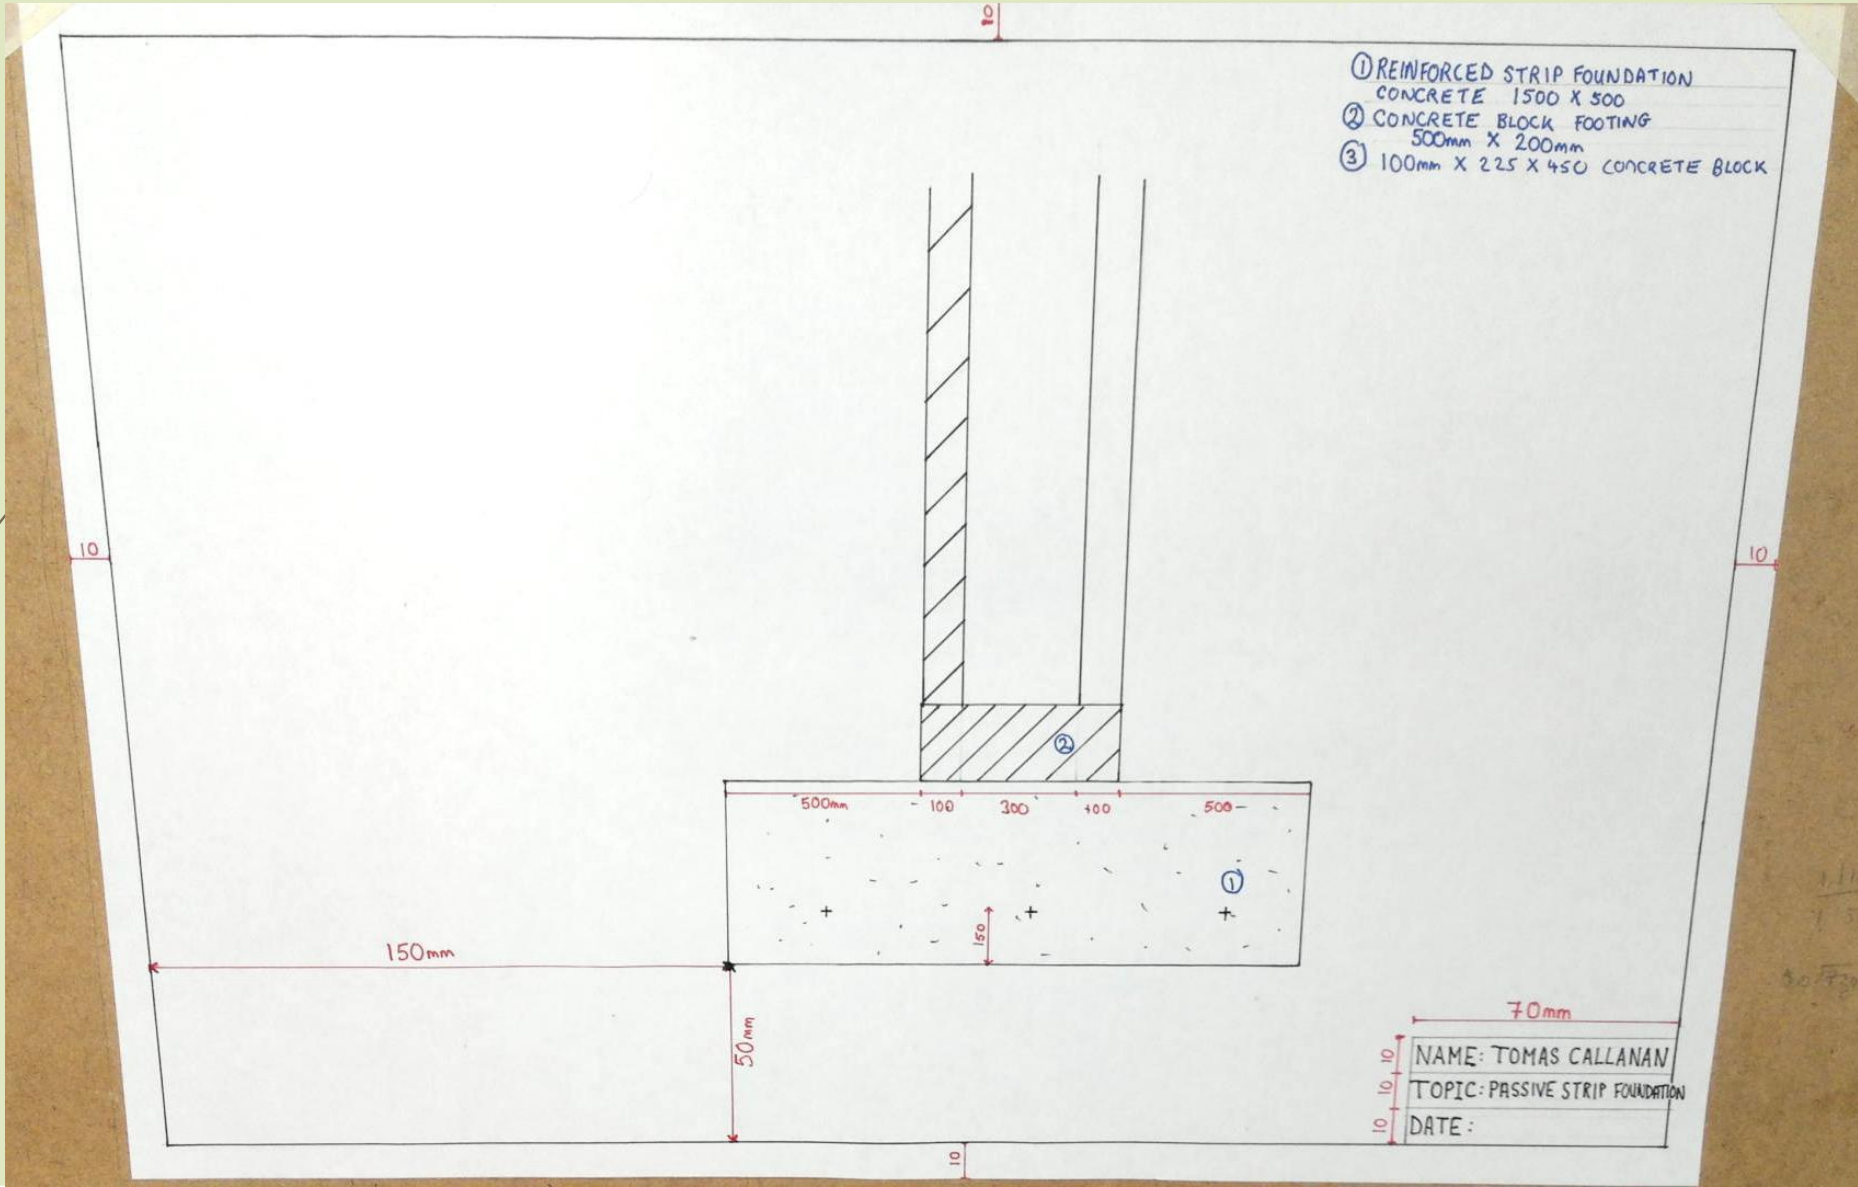 10
① REINFORCED STRIP FOUNDATION
CONCRETE 1500 X 500
② CONCRETE BLOCK FOOTING
500mm X 200mm
③ 100mm X 225 X 450 CONCRETE BLOCK
10
10
②
500mm - 100 300 100 500-
①
150
150mm
50mm
70mm
10 NAME: TOMAS CALLANAN
10 TOPIC: PASSIVE STRIP FOUNDATION
10 DATE:
10